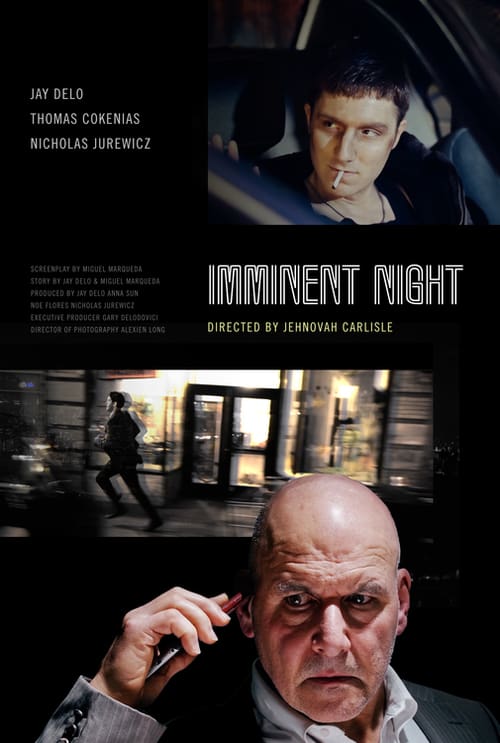 JAY DELO
THOMAS COKENIAS
NICHOLAS JUREWICZ
SCREENPLAY BY MIGUEL MARQUEDA
STORY BY JAY DELO & MIGUEL MARQUEDA
PRODUCED BY JAY DELO ANNA SUN
NOE FLORES NICHOLAS JUREWICZ
EXECUTIVE PRODUCER GARY DELODOVICI
DIRECTOR OF PHOTOGRAPHY ALEXIEN LONG
IMMINENT NIGHT
DIRECTED BY JEHNOVAH CARLISLE